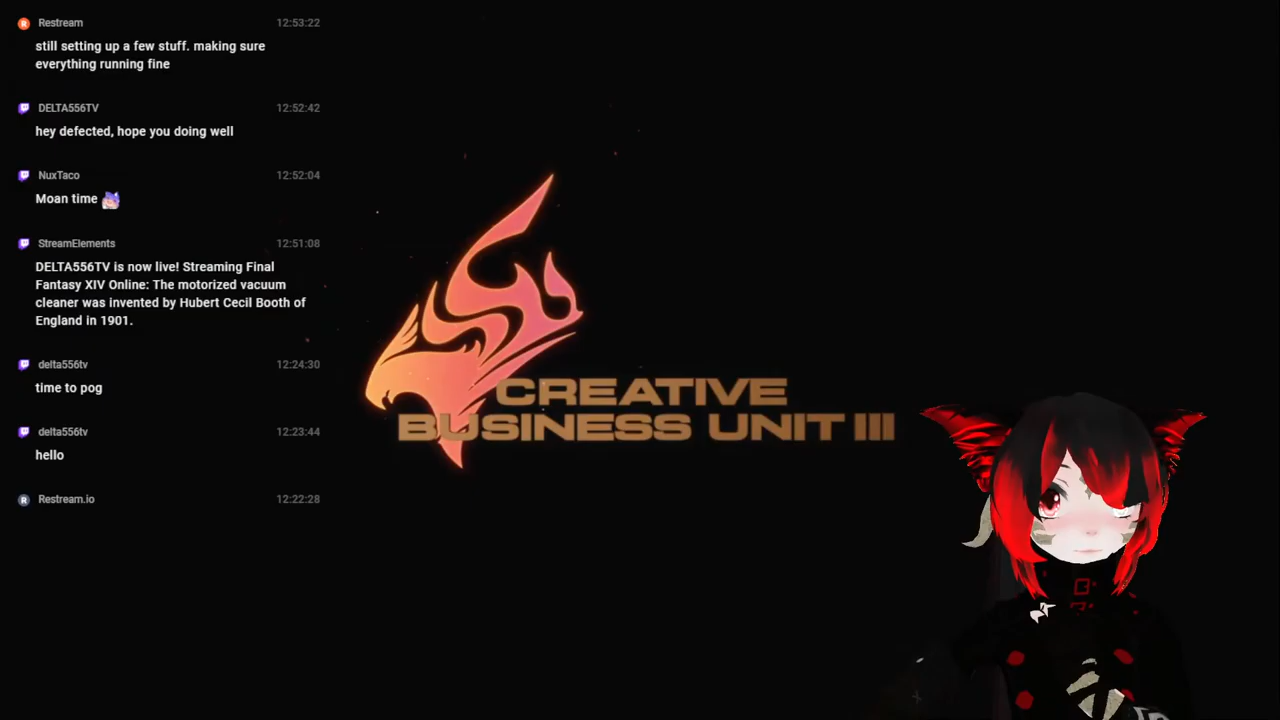 Restream 12:53:22
still setting up a few stuff. making sure
everything running fine
DELTA556TV 12:52:42
hey defected, hope you doing well
NuxTaco 12:52:04
Moan time
StreamElements 12:51:08
DELTA556TV is now live! Streaming Final
Fantasy XIV Online: The motorized vacuum
cleaner was invented by Hubert Cecil Booth of
England in 1901.
delta556tv 12:24:30
time to pog
delta556tv 12:23:44
hello
Restream.io 12:22:28
CREATIVE
BUSINESS UNIT III